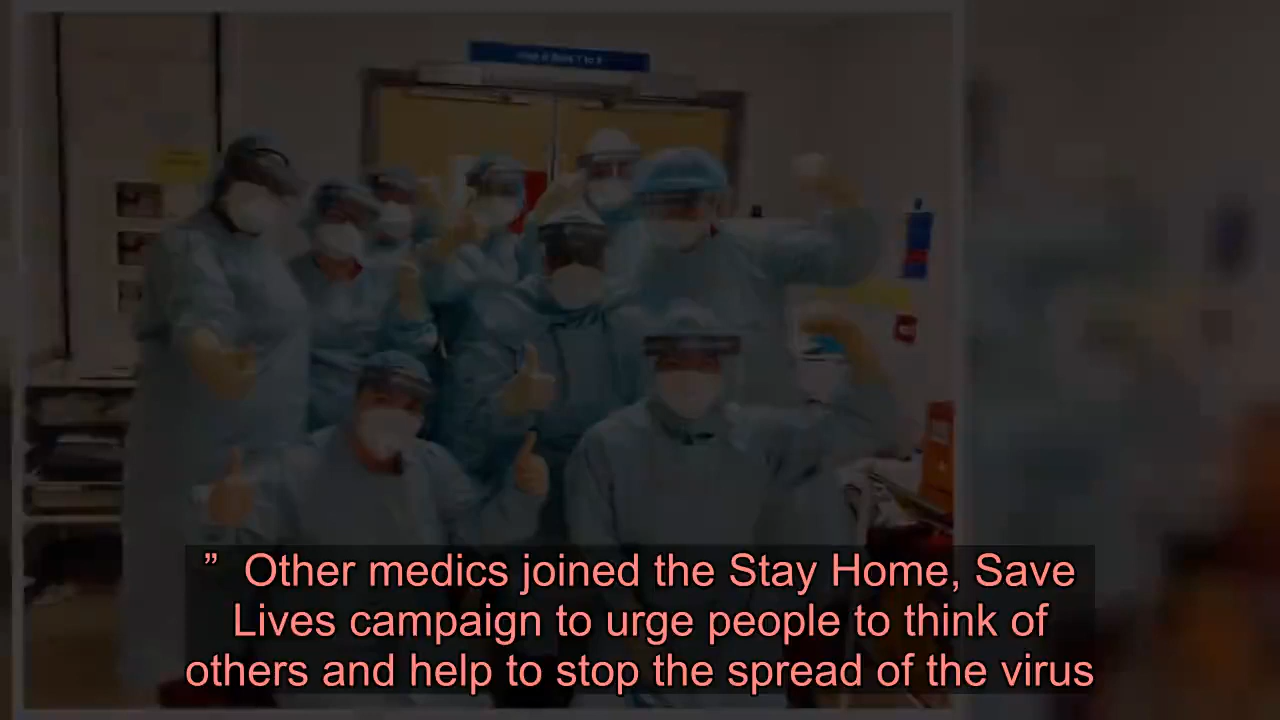 ”  Other medics joined the Stay Home, Save
Lives campaign to urge people to think of
others and help to stop the spread of the virus